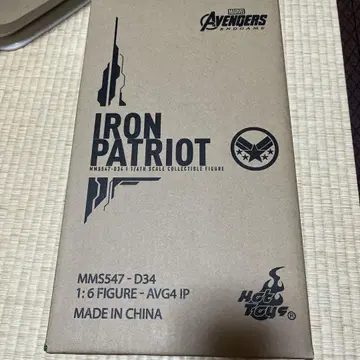 MARVEL
AVENGERS
ENDGAME
IRON
PATRIOT
MMS547-D34 | 1/6TH SCALE COLLECTIBLE FIGURE
MMS547 - D34
1: 6 FIGURE - AVG4 IP
MADE IN CHINA
Hot
Toys®